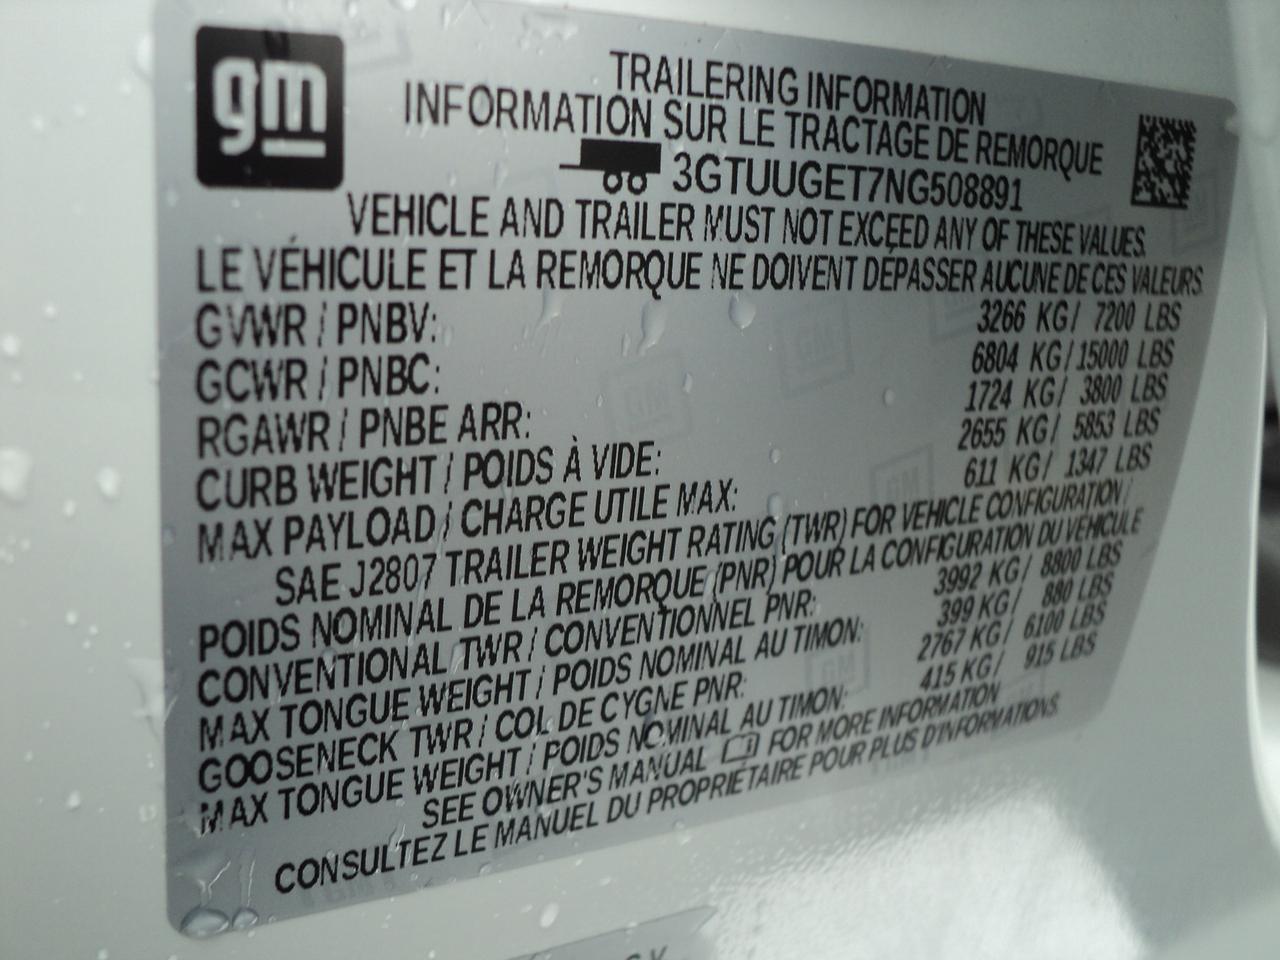 gm
TRAILERING INFORMATION
INFORMATION SUR LE TRACTAGE DE REMORQUE
3GTUUGET7NG508891
VEHICLE AND TRAILER MUST NOT EXCEED ANY OF THESE VALUES.
LE VÉHICULE ET LA REMORQUE NE DOIVENT DÉPASSER AUCUNE DE CES VALEURS.
GVWR / PNBV: 3266 KG / 7200 LBS
GCWR / PNBC: 6804 KG / 15000 LBS
RGAWR / PNBE ARR: 1724 KG / 3800 LBS
CURB WEIGHT / POIDS À VIDE: 2655 KG / 5853 LBS
MAX PAYLOAD / CHARGE UTILE MAX: 611 KG / 1347 LBS
SAE J2807 TRAILER WEIGHT RATING (TWR) FOR VEHICLE CONFIGURATION /
POIDS NOMINAL DE LA REMORQUE (PNR) POUR LA CONFIGURATION DU VÉHICULE
CONVENTIONAL TWR / CONVENTIONNEL PNR: 3992 KG / 8800 LBS
MAX TONGUE WEIGHT / POIDS NOMINAL AU TIMON: 399 KG / 880 LBS
GOOSENECK TWR / COL DE CYGNE PNR: 2767 KG / 6100 LBS
MAX TONGUE WEIGHT / POIDS NOMINAL AU TIMON: 415 KG / 915 LBS
SEE OWNER'S MANUAL FOR MORE INFORMATION
CONSULTEZ LE MANUEL DU PROPRIÉTAIRE POUR PLUS D'INFORMATIONS.